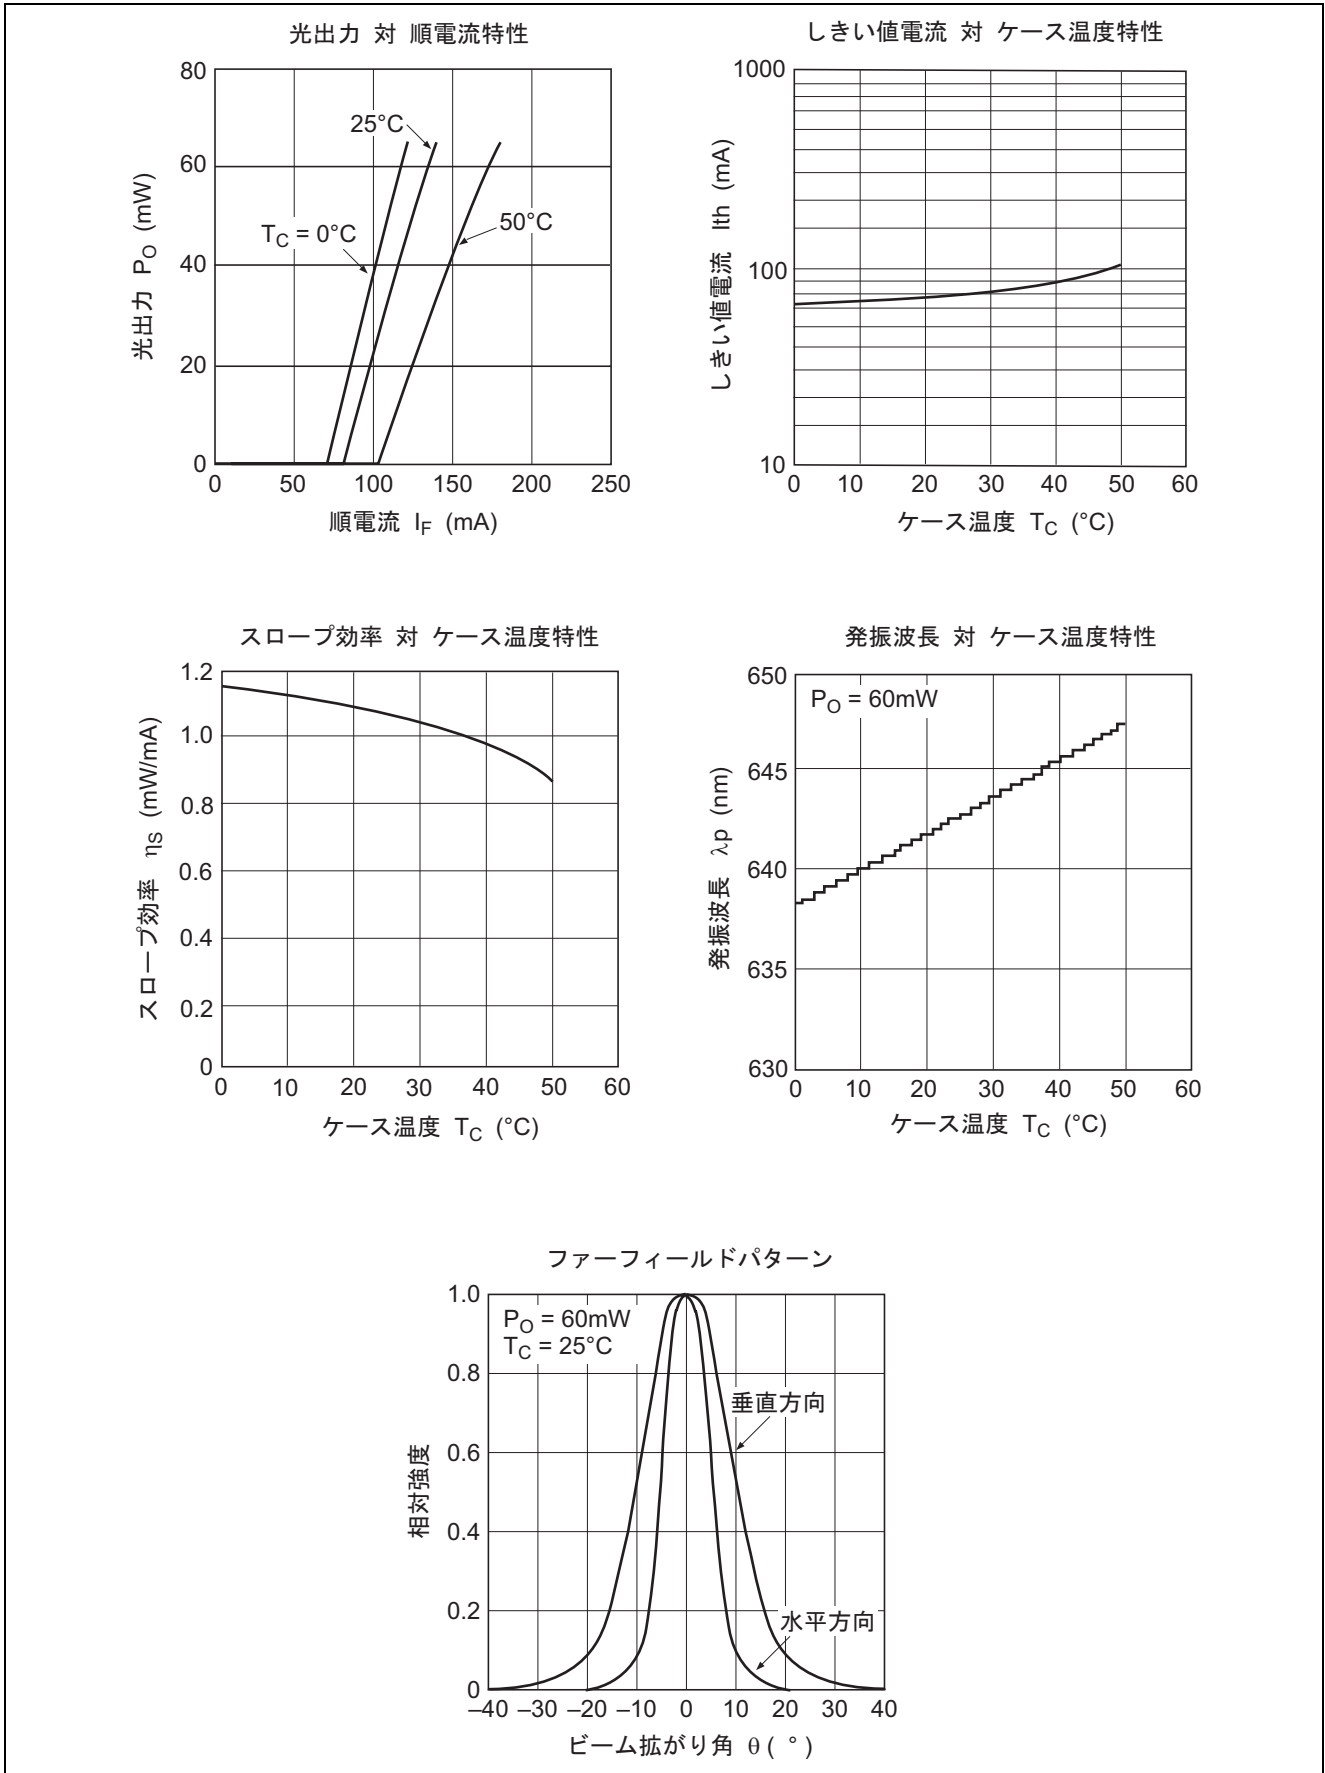 光出力 対 順電流特性
80
60
40
20
0
0 50 100 150 200 250
光出力 PO (mW)
順電流 IF (mA)
25°C
TC = 0°C
50°C
しきい値電流 対 ケース温度特性
1000
100
10
0 10 20 30 40 50 60
しきい値電流 Ith (mA)
ケース温度 TC (°C)
スロープ効率 対 ケース温度特性
1.2
1.0
0.8
0.6
0.4
0.2
0
0 10 20 30 40 50 60
スロープ効率 ηS (mW/mA)
ケース温度 TC (°C)
発振波長 対 ケース温度特性
PO = 60mW
650
645
640
635
630
0 10 20 30 40 50 60
発振波長 λp (nm)
ケース温度 TC (°C)
ファーフィールドパターン
PO = 60mW
TC = 25°C
1.0
0.8
0.6
0.4
0.2
0
–40 –30 –20 –10 0 10 20 30 40
相対強度
垂直方向
水平方向
ビーム拡がり角 θ ( ° )